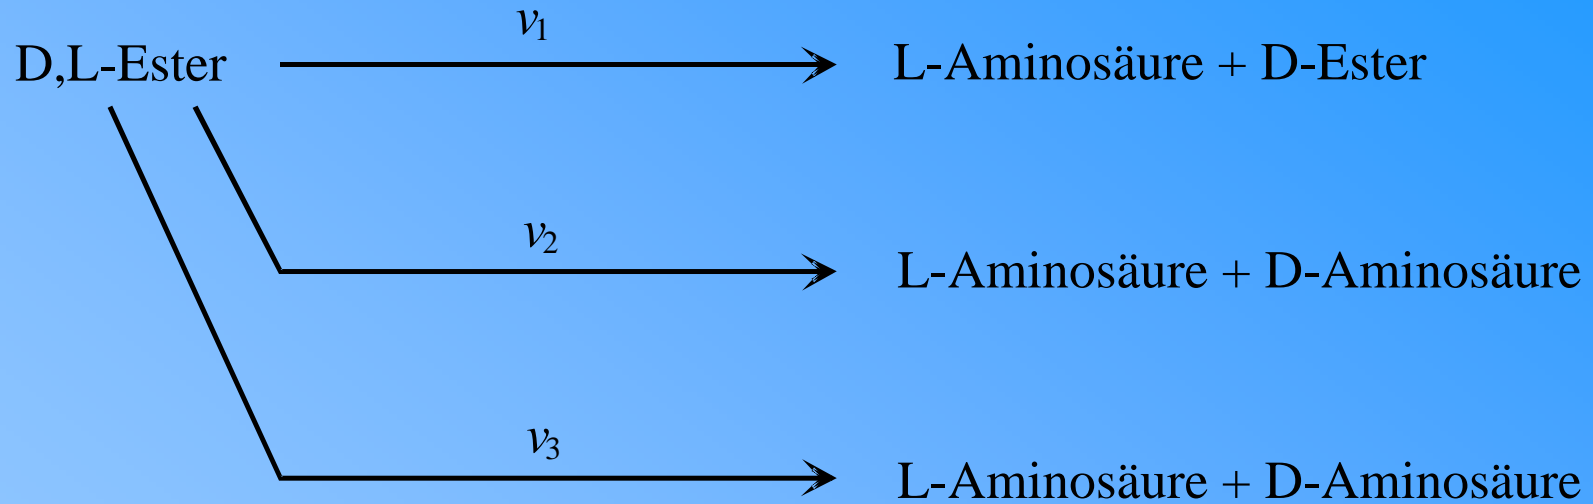 v₁
D,L-Ester L-Aminosäure + D-Ester
v₂
L-Aminosäure + D-Aminosäure
v₃
L-Aminosäure + D-Aminosäure